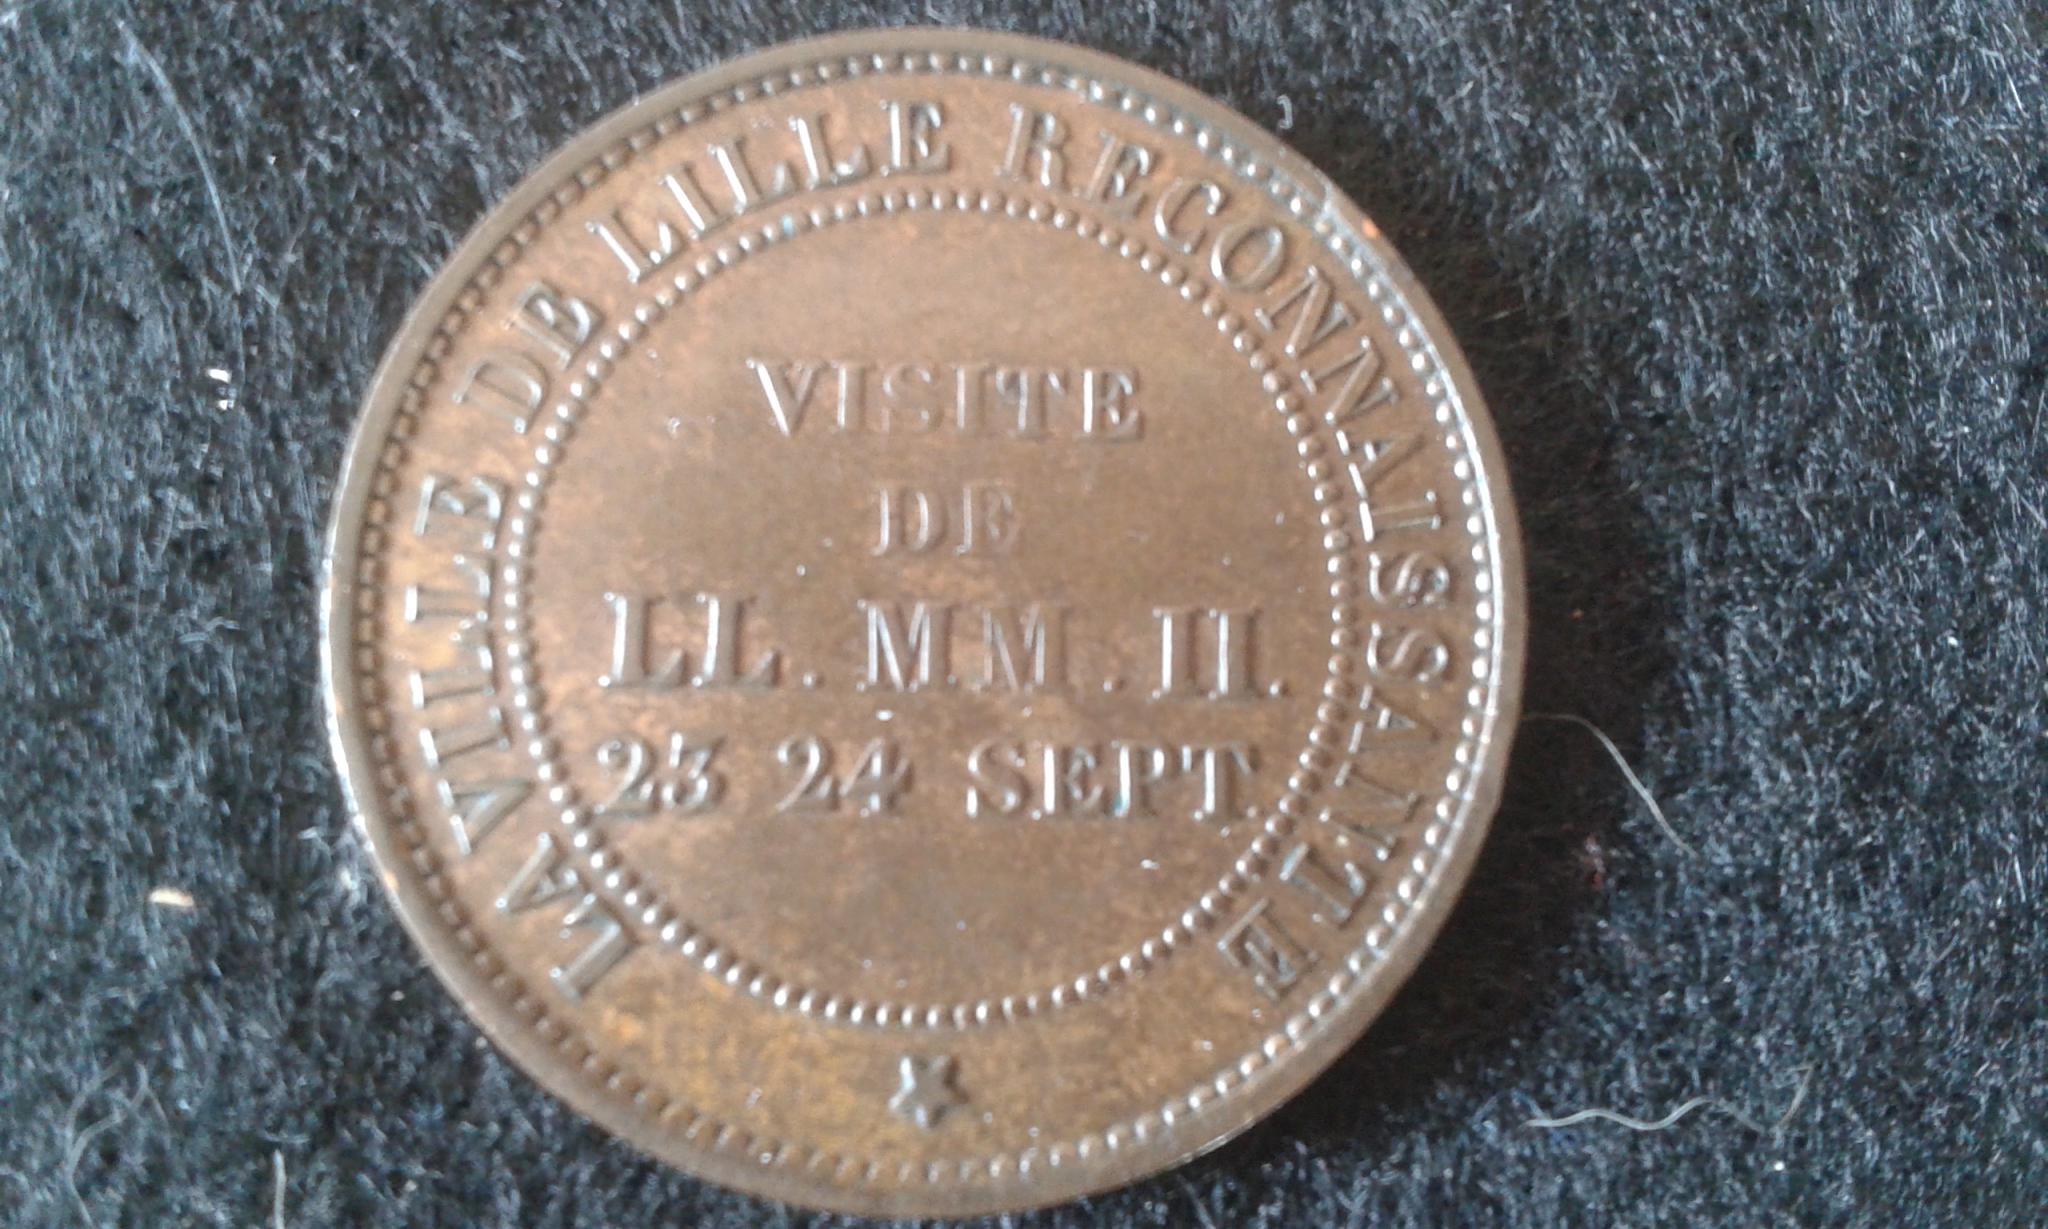 LA VILLE DE LILLE RECONNAISSANTE
VISITE
DE
LL. MM. II.
23 24 SEPT.